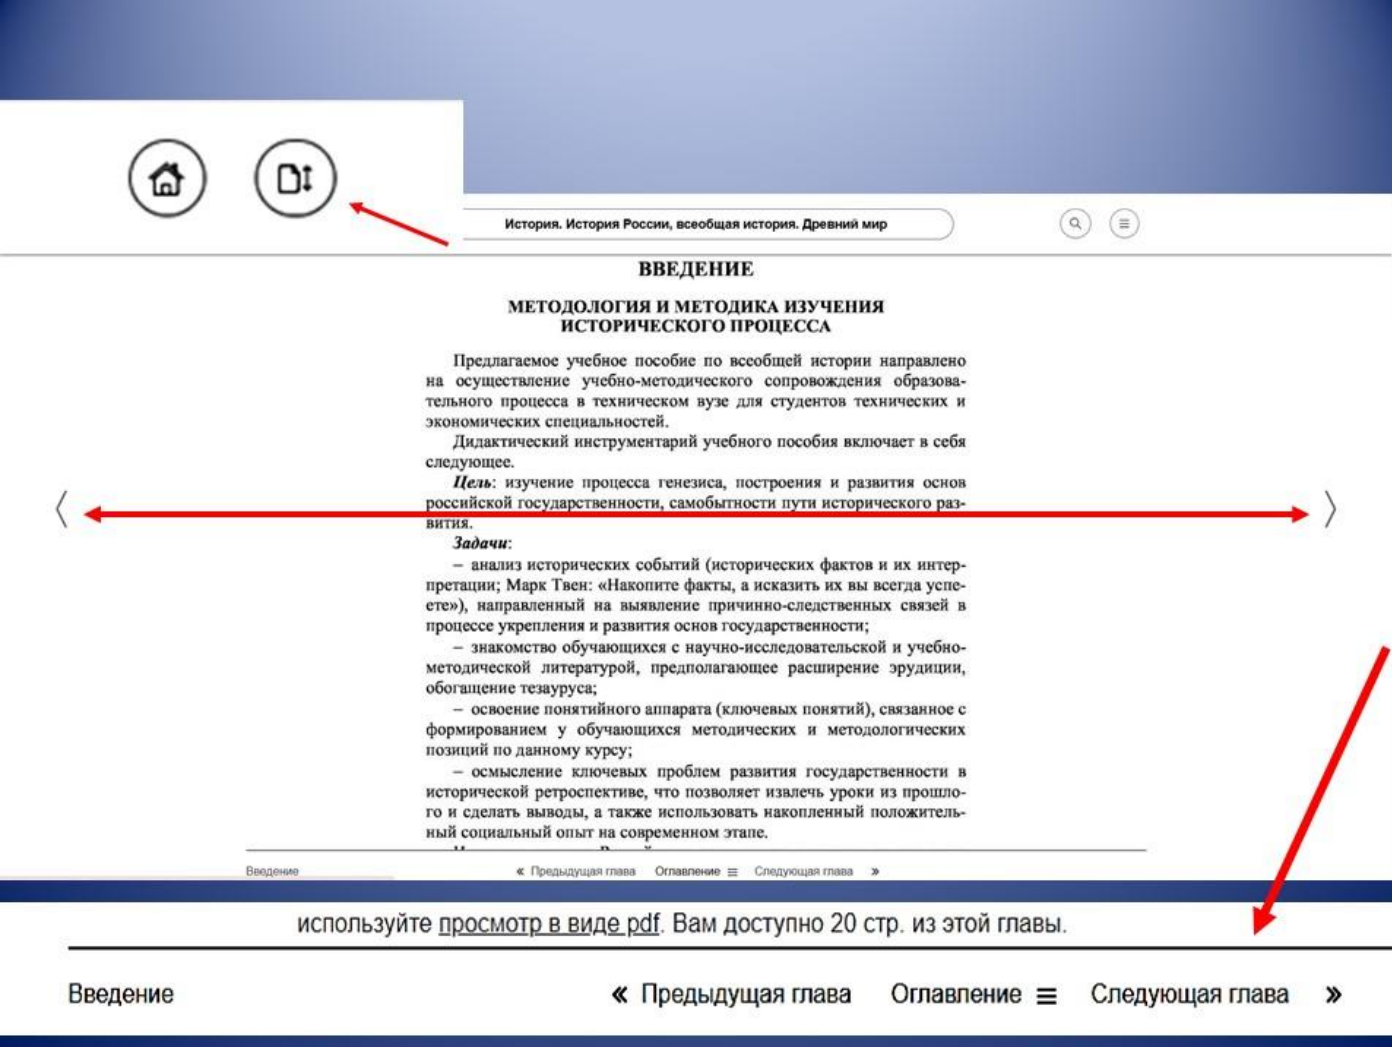 История. История России, всеобщая история. Древний мир
ВВЕДЕНИЕ
МЕТОДОЛОГИЯ И МЕТОДИКА ИЗУЧЕНИЯ
ИСТОРИЧЕСКОГО ПРОЦЕССА
Предлагаемое учебное пособие по всеобщей истории направлено
на осуществление учебно-методического сопровождения образова-
тельного процесса в техническом вузе для студентов технических и
экономических специальностей.
Дидактический инструментарий учебного пособия включает в себя
следующее.
Цель: изучение процесса генезиса, построения и развития основ
российской государственности, самобытности пути исторического раз-
вития.
Задачи:
– анализ исторических событий (исторических фактов и их интер-
претации; Марк Твен: «Накопите факты, а исказить их вы всегда успе-
ете»), направленный на выявление причинно-следственных связей в
процессе укрепления и развития основ государственности;
– знакомство обучающихся с научно-исследовательской и учебно-
методической литературой, предполагающее расширение эрудиции,
обогащение тезауруса;
– освоение понятийного аппарата (ключевых понятий), связанное с
формированием у обучающихся методических и методологических
позиций по данному курсу;
– осмысление ключевых проблем развития государственности в
исторической ретроспективе, что позволяет извлечь уроки из прошло-
го и сделать выводы, а также использовать накопленный положитель-
ный социальный опыт на современном этапе.
Введение « Предыдущая глава Оглавление ≡ Следующая глава »
используйте просмотр в виде pdf. Вам доступно 20 стр. из этой главы.
Введение « Предыдущая глава Оглавление ≡ Следующая глава »